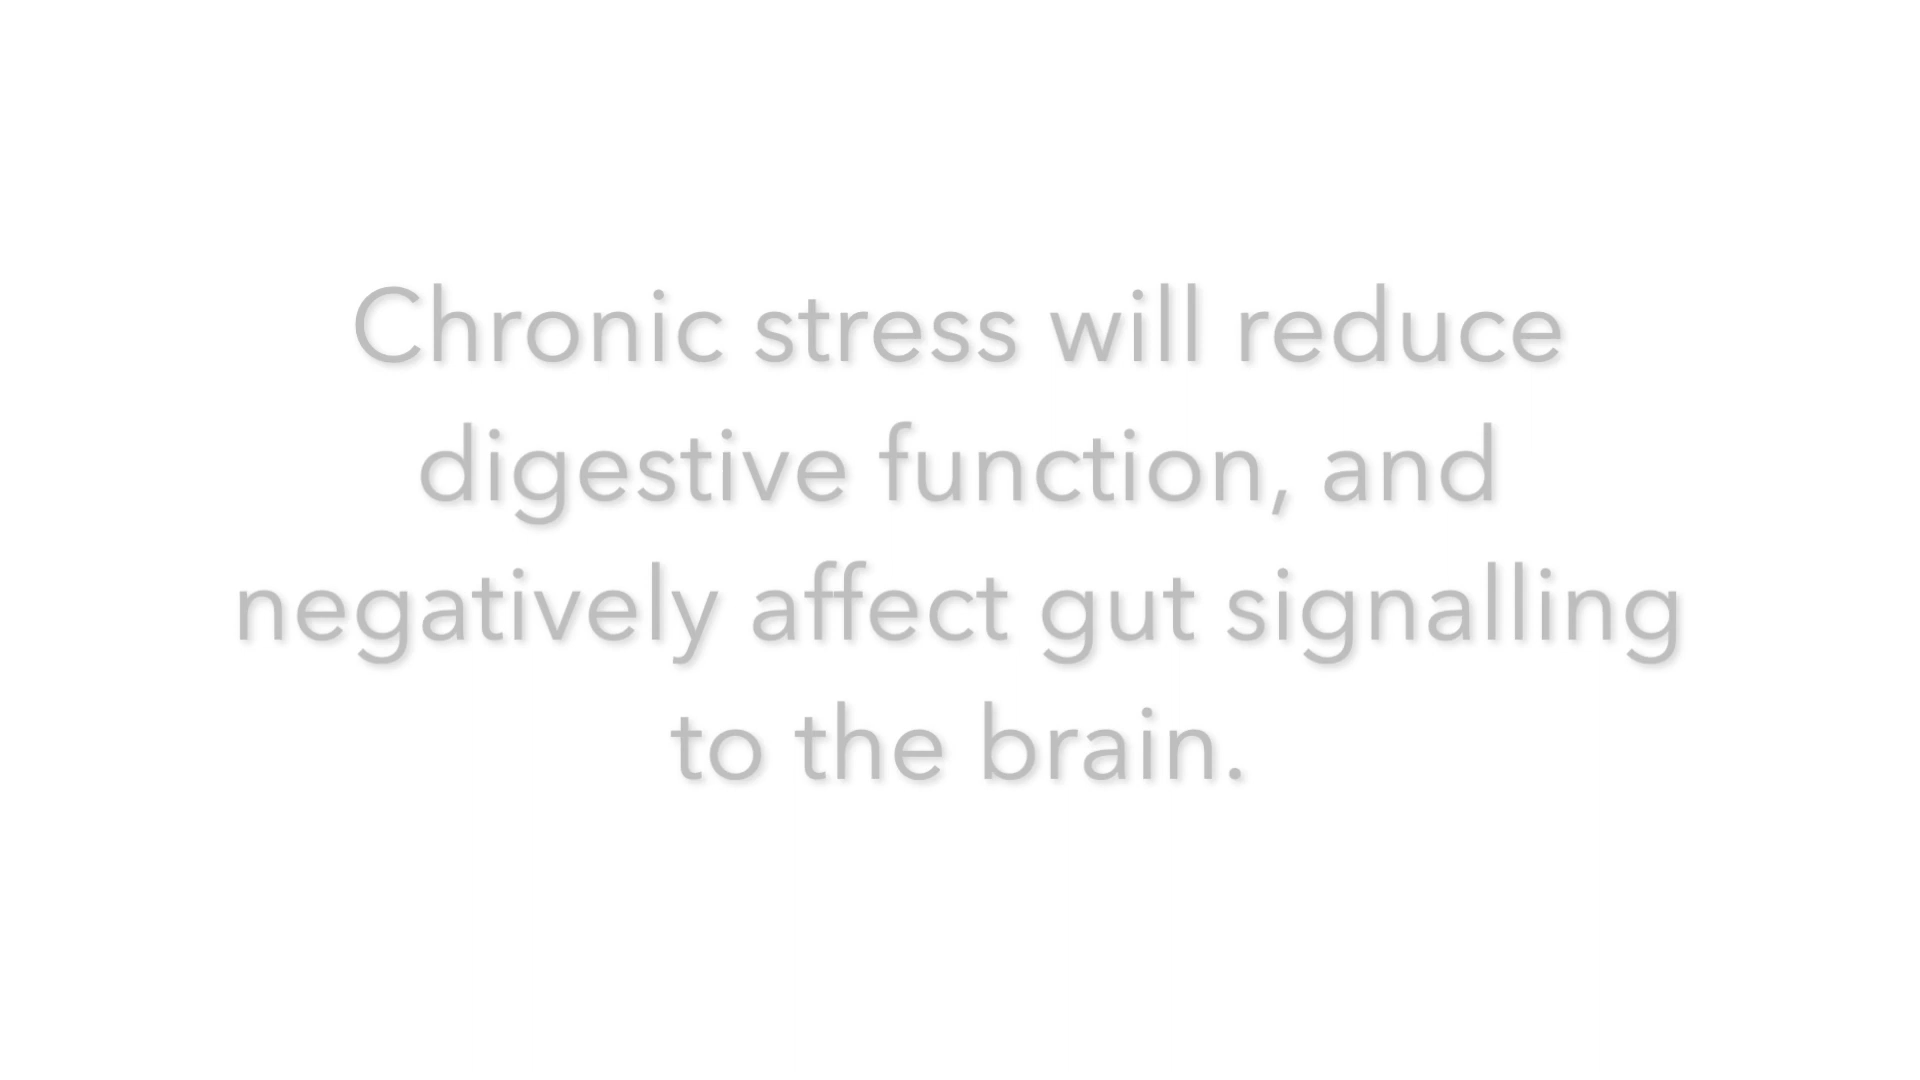 Chronic stress will reduce
digestive function, and
negatively affect gut signalling
to the brain.